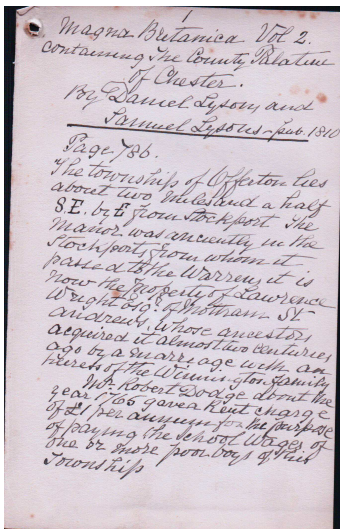 1
Magna Britanica Vol 2.
containing The County Palatine
of Chester.
By Daniel Lysons and
Samuel Lysons - pub. 1810
Page 786.
The township of Offerton lies
about two miles and a half
S.E. by E from Stockport The
Manor was anciently in the
Stockports from whom it
passed to the Warrens, it is
now the property of Lawrence
Wright Esq. of Mottram St
Andrews, whose ancestors
acquired it almost two centuries
ago by a marriage with an
heiress of the Winnington family
Mr Robert Dodge about the
year 1765 gave a Rent charge
of £1 per annum for the purpose
of paying the School Wages of
one or more poor boys of this
Township